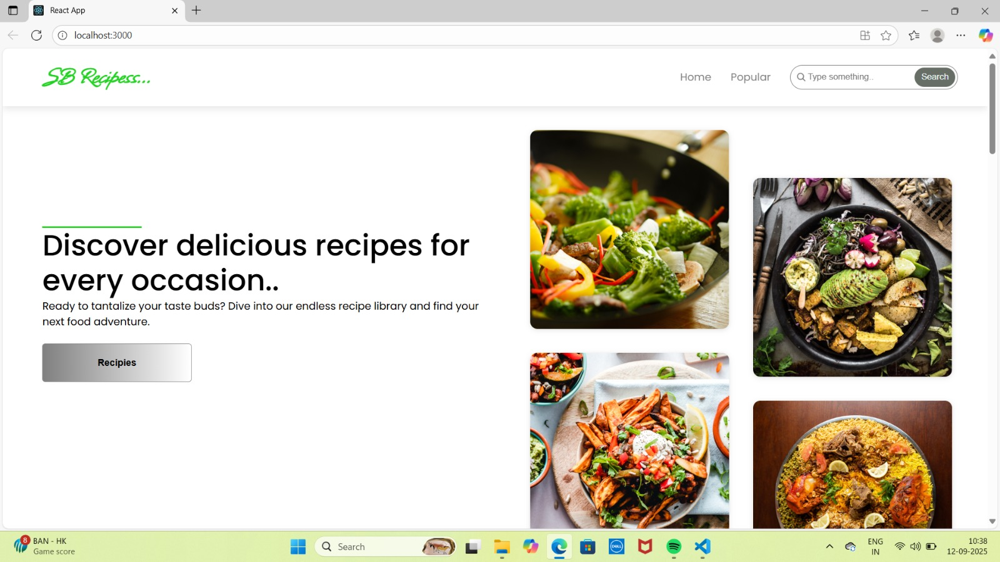 React App
localhost:3000
SB Recipess...
Home
Popular
Type something..
Search
Discover delicious recipes for
every occasion..
Ready to tantalize your taste buds? Dive into our endless recipe library and find your
next food adventure.
Recipies
8
BAN - HK
Game score
Search
DELL
ENG
IN
10:38
12-09-2025